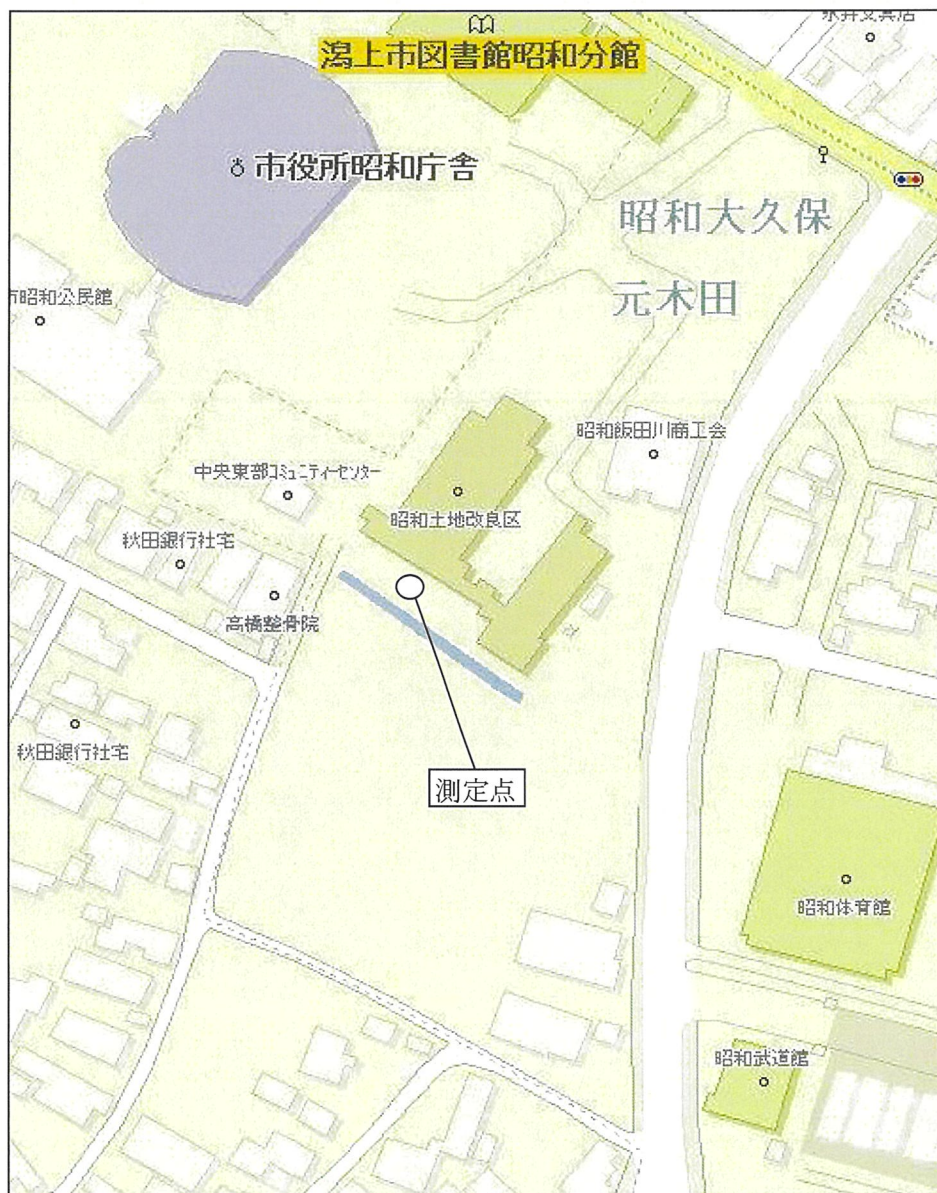 潟上市図書館昭和分館
市役所昭和庁舎
昭和大久保
元木田
市昭和公民館
昭和飯田川商工会
中央東部コミュニティーセンター
昭和土地改良区
秋田銀行社宅
高橋整骨院
秋田銀行社宅
測定点
昭和体育館
昭和武道館